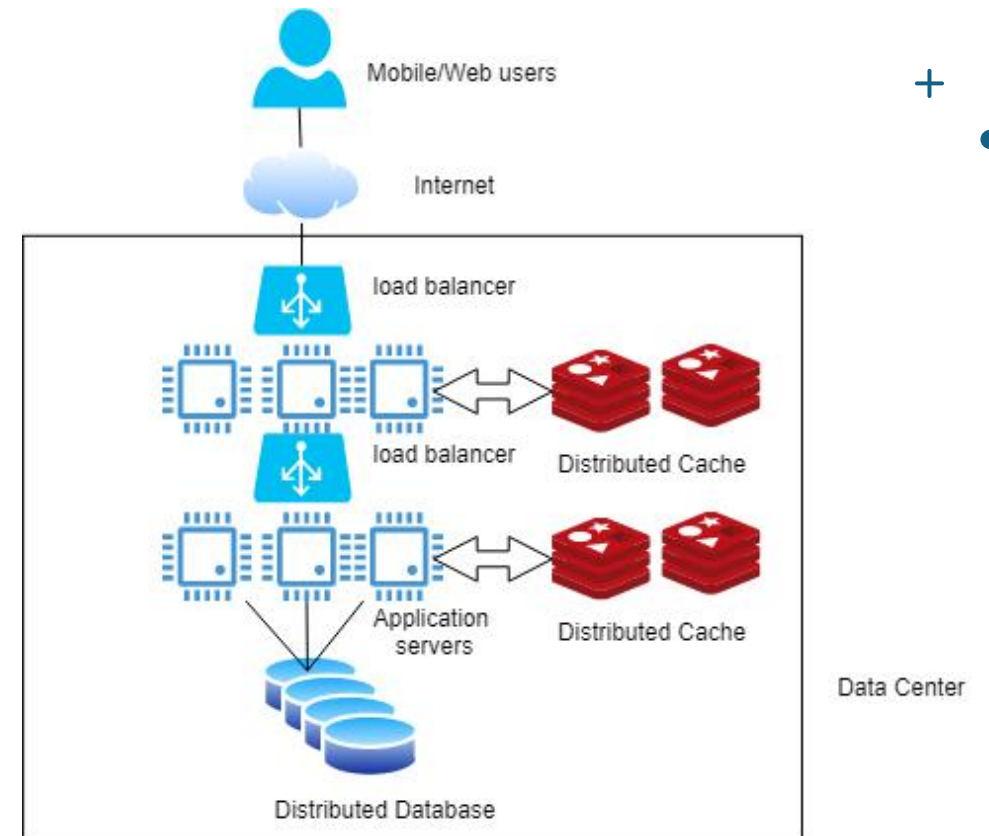 Mobile/Web users
Internet
load balancer
load balancer
Distributed Cache
Application
servers
Distributed Cache
Data Center
Distributed Database